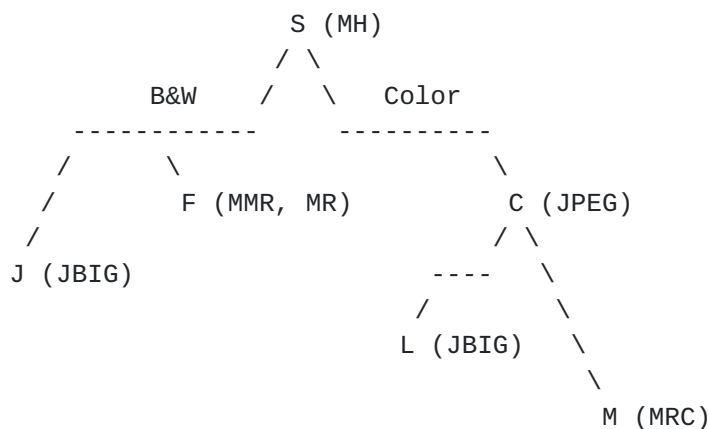 S (MH)
/ \
B&W / \ Color
------------ ----------
/ \ \
/ F (MMR, MR) C (JPEG)
/ / \
J (JBIG) ---- \
/ \
L (JBIG) \
\
M (MRC)